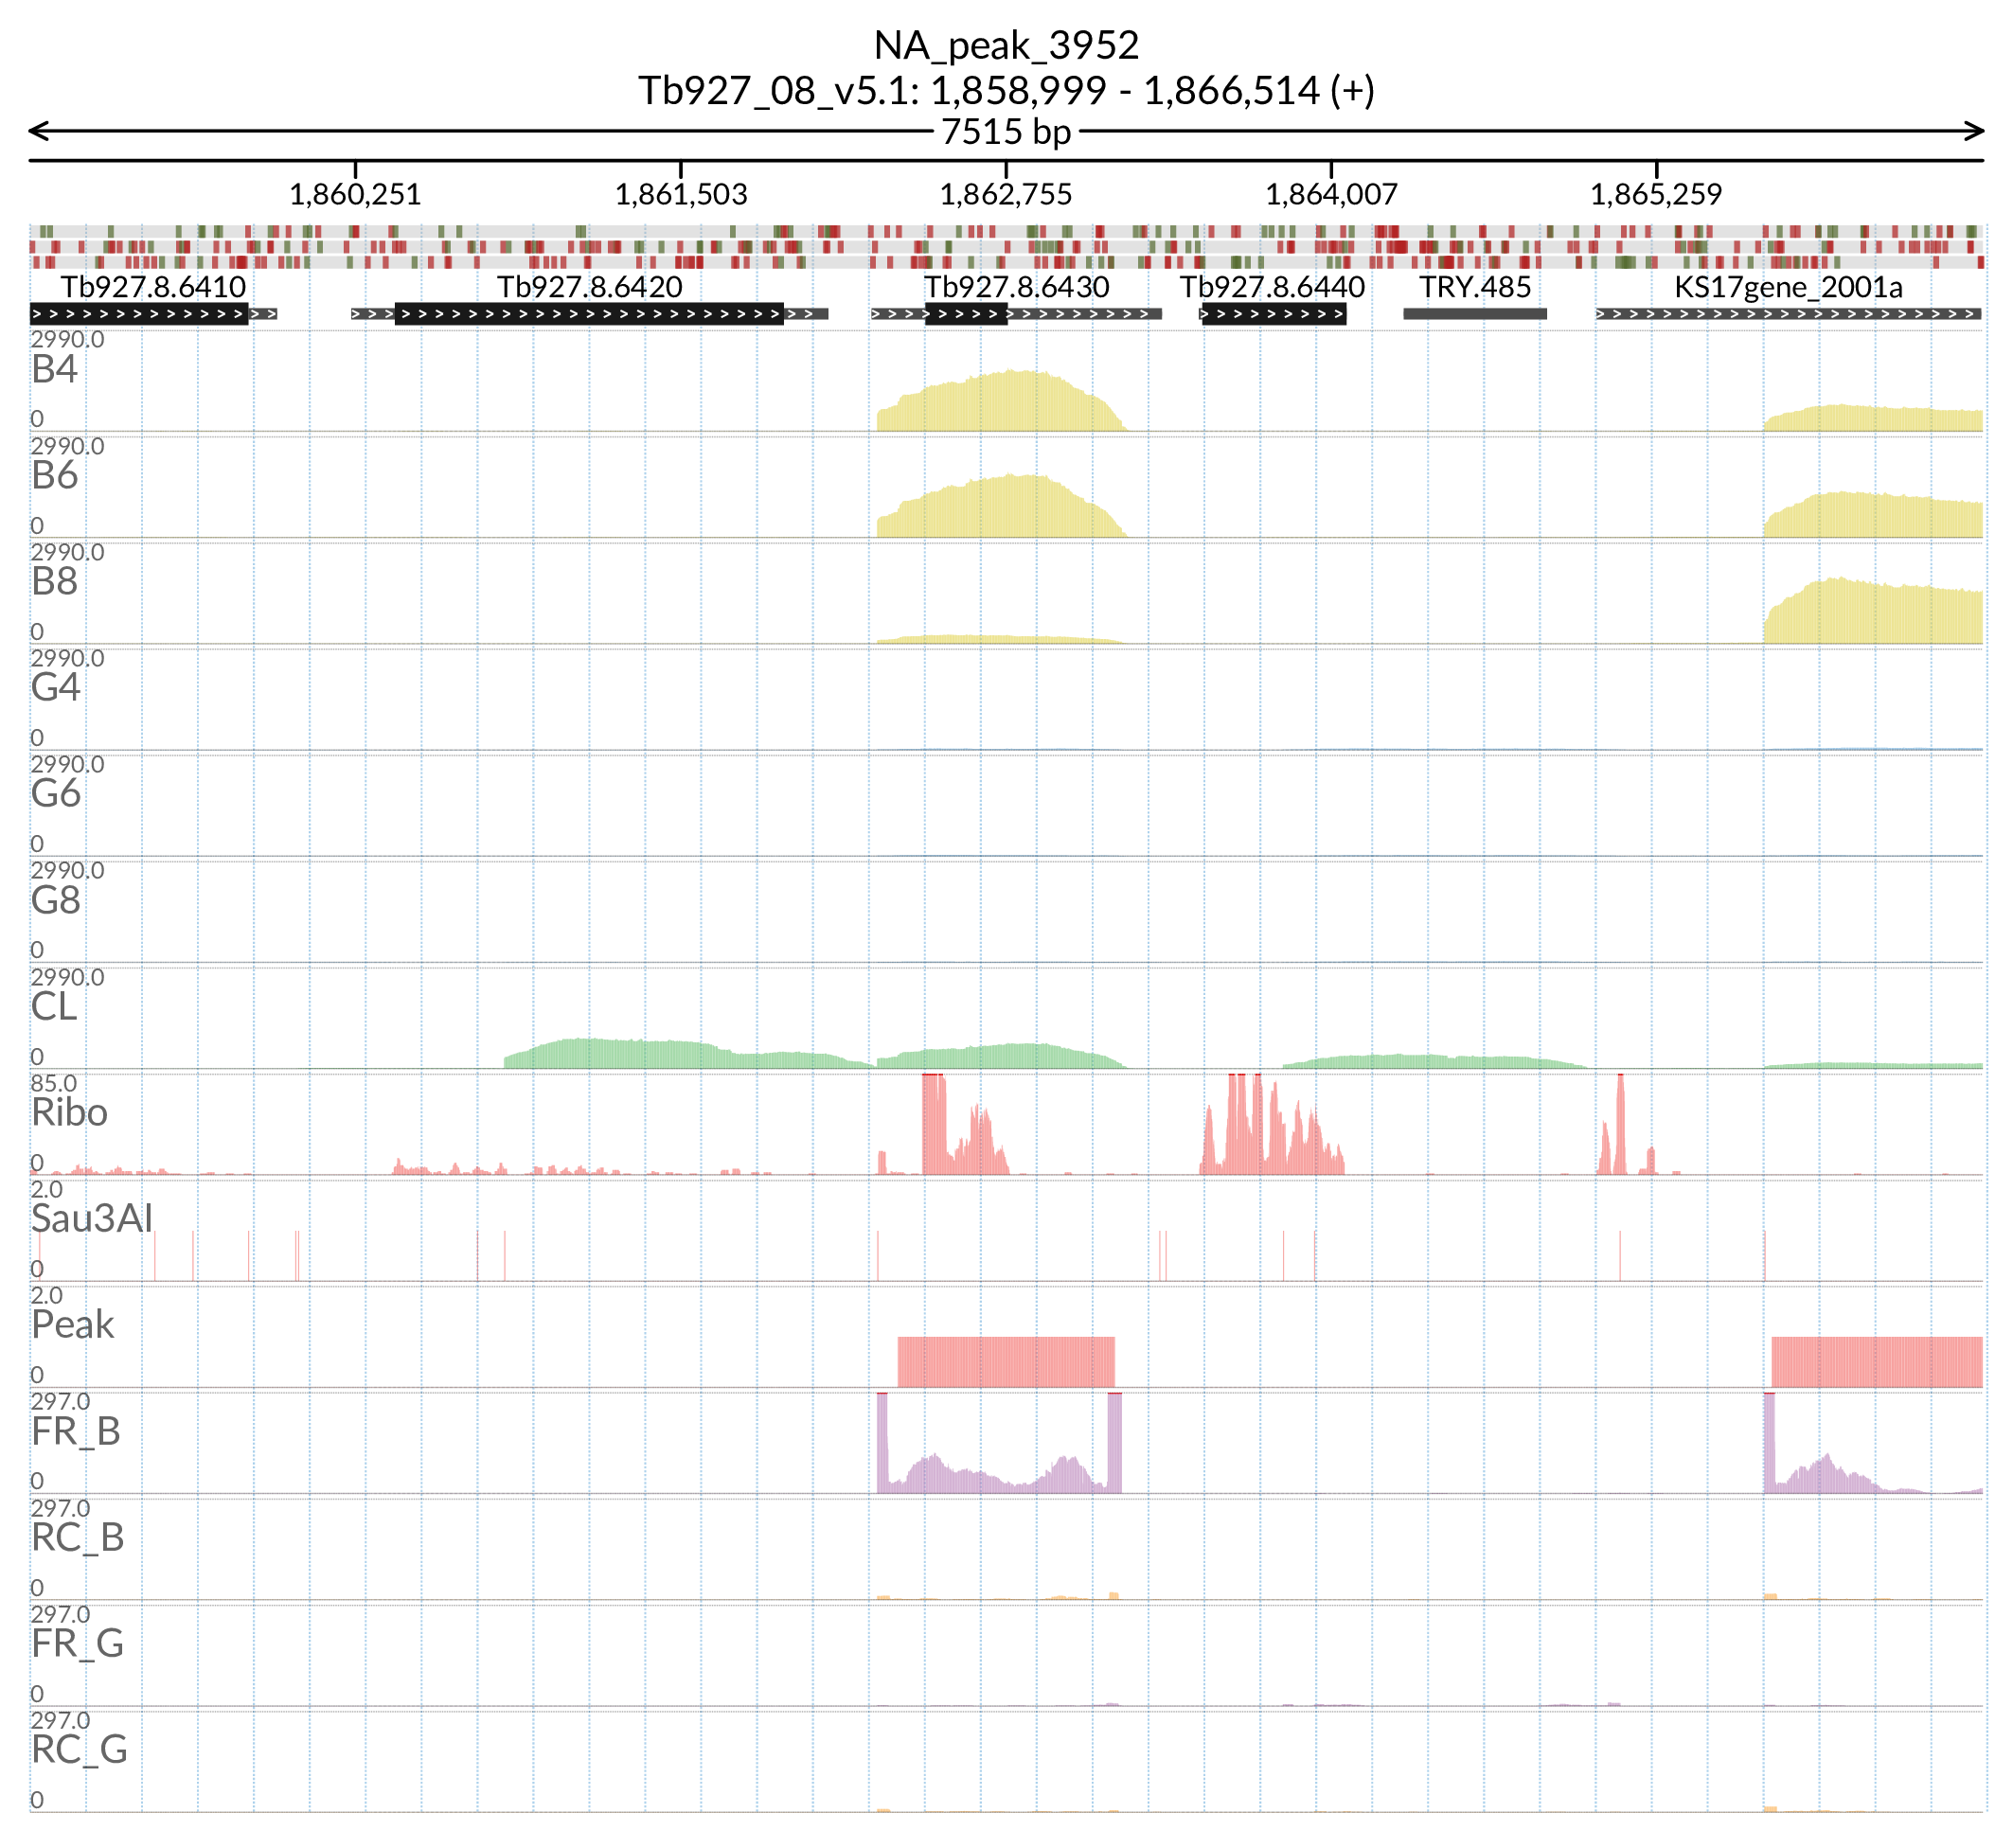 NA_peak_3952
Tb927_08_v5.1: 1,858,999 - 1,866,514 (+)
7515 bp
1,860,251 1,861,503 1,862,755 1,864,007 1,865,259
Tb927.8.6410 Tb927.8.6420 Tb927.8.6430 Tb927.8.6440 TRY.485 KS17gene_2001a
2990.0
B4
0
2990.0
B6
0
2990.0
B8
0
2990.0
G4
0
2990.0
G6
0
2990.0
G8
0
2990.0
CL
0
85.0
Ribo
0
2.0
Sau3AI
0
2.0
Peak
0
297.0
FR_B
0
297.0
RC_B
0
297.0
FR_G
0
297.0
RC_G
0